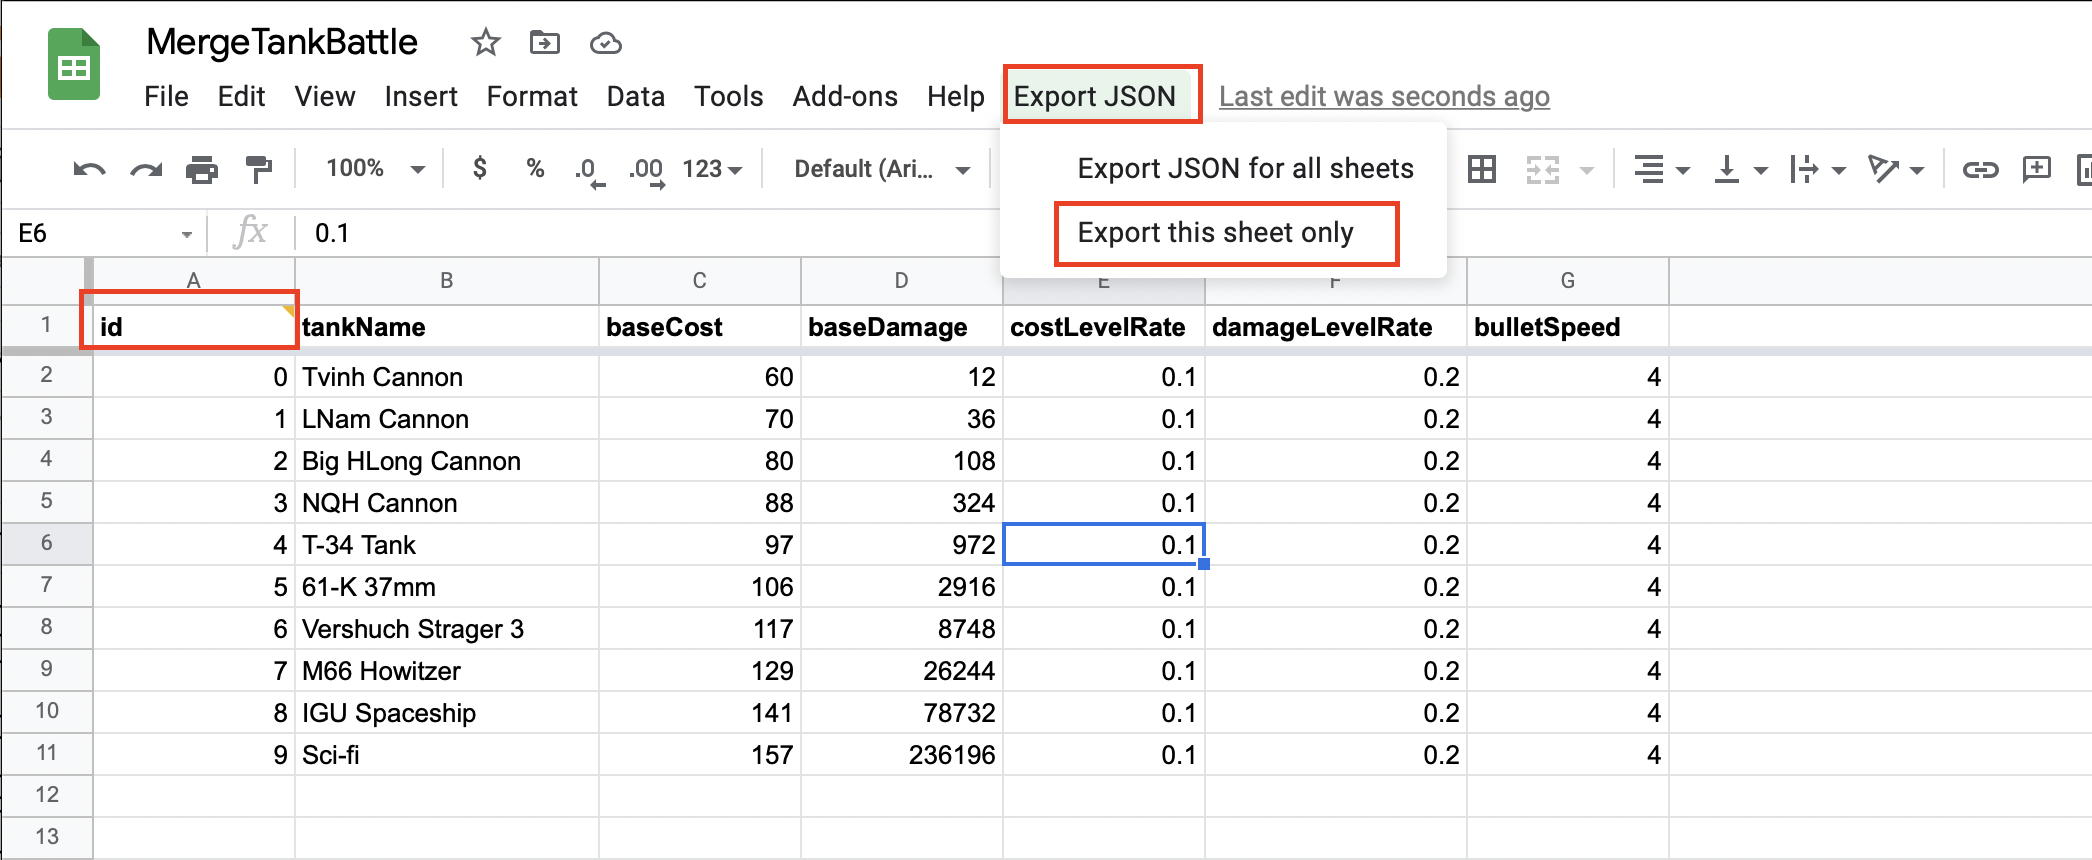 MergeTankBattle
File Edit View Insert Format Data Tools Add-ons Help Export JSON Last edit was seconds ago
100% $ % .0 .00 123 Default (Ari...
Export JSON for all sheets
Export this sheet only
E6 fx 0.1
A B C D E F G
1 id tankName baseCost baseDamage costLevelRate damageLevelRate bulletSpeed
2 0 Tvinh Cannon 60 12 0.1 0.2 4
3 1 LNam Cannon 70 36 0.1 0.2 4
4 2 Big HLong Cannon 80 108 0.1 0.2 4
5 3 NQH Cannon 88 324 0.1 0.2 4
6 4 T-34 Tank 97 972 0.1 0.2 4
7 5 61-K 37mm 106 2916 0.1 0.2 4
8 6 Vershuch Strager 3 117 8748 0.1 0.2 4
9 7 M66 Howitzer 129 26244 0.1 0.2 4
10 8 IGU Spaceship 141 78732 0.1 0.2 4
11 9 Sci-fi 157 236196 0.1 0.2 4
12
13